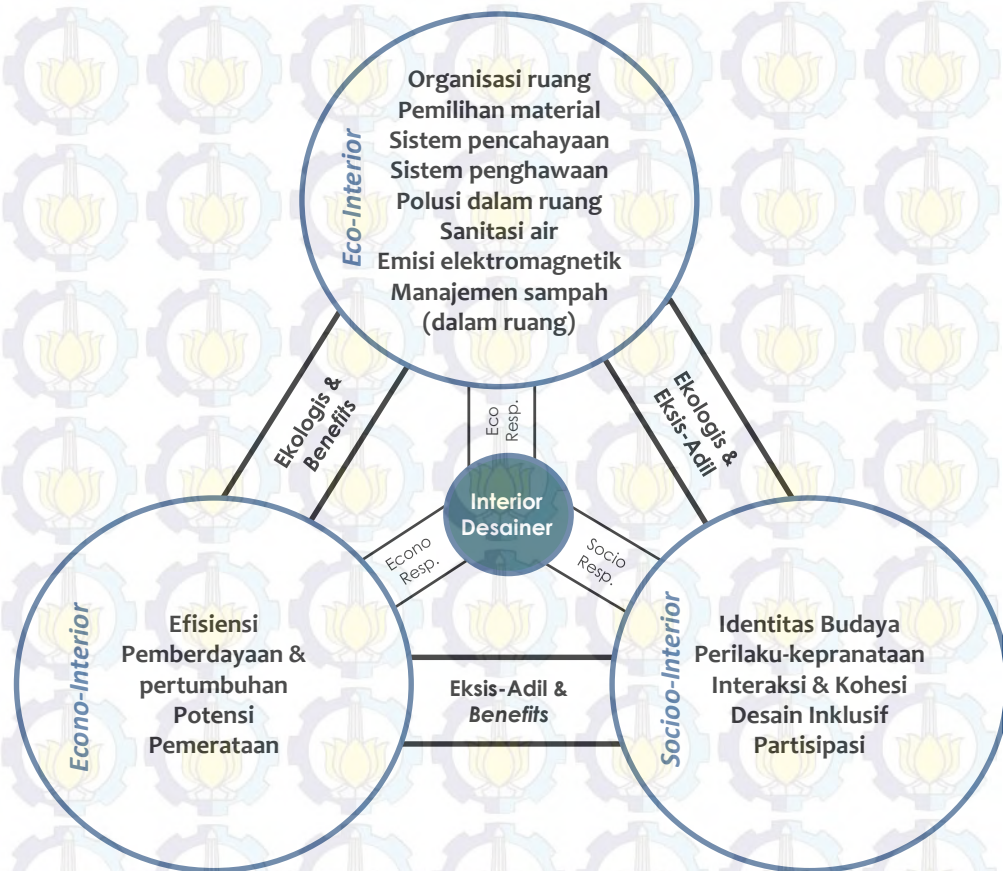 Eco-Interior
Organisasi ruang
Pemilihan material
Sistem pencahayaan
Sistem penghawaan
Polusi dalam ruang
Sanitasi air
Emisi elektromagnetik
Manajemen sampah
(dalam ruang)
Ekologis &
Benefits
Eco
Resp.
Ekologis &
Eksis-Adil
Interior
Desainer
Econo
Resp.
Socio
Resp.
Econo-Interior
Efisiensi
Pemberdayaan &
pertumbuhan
Potensi
Pemerataan
Eksis-Adil &
Benefits
Socioo-Interior
Identitas Budaya
Perilaku-kepranataan
Interaksi & Kohesi
Desain Inklusif
Partisipasi